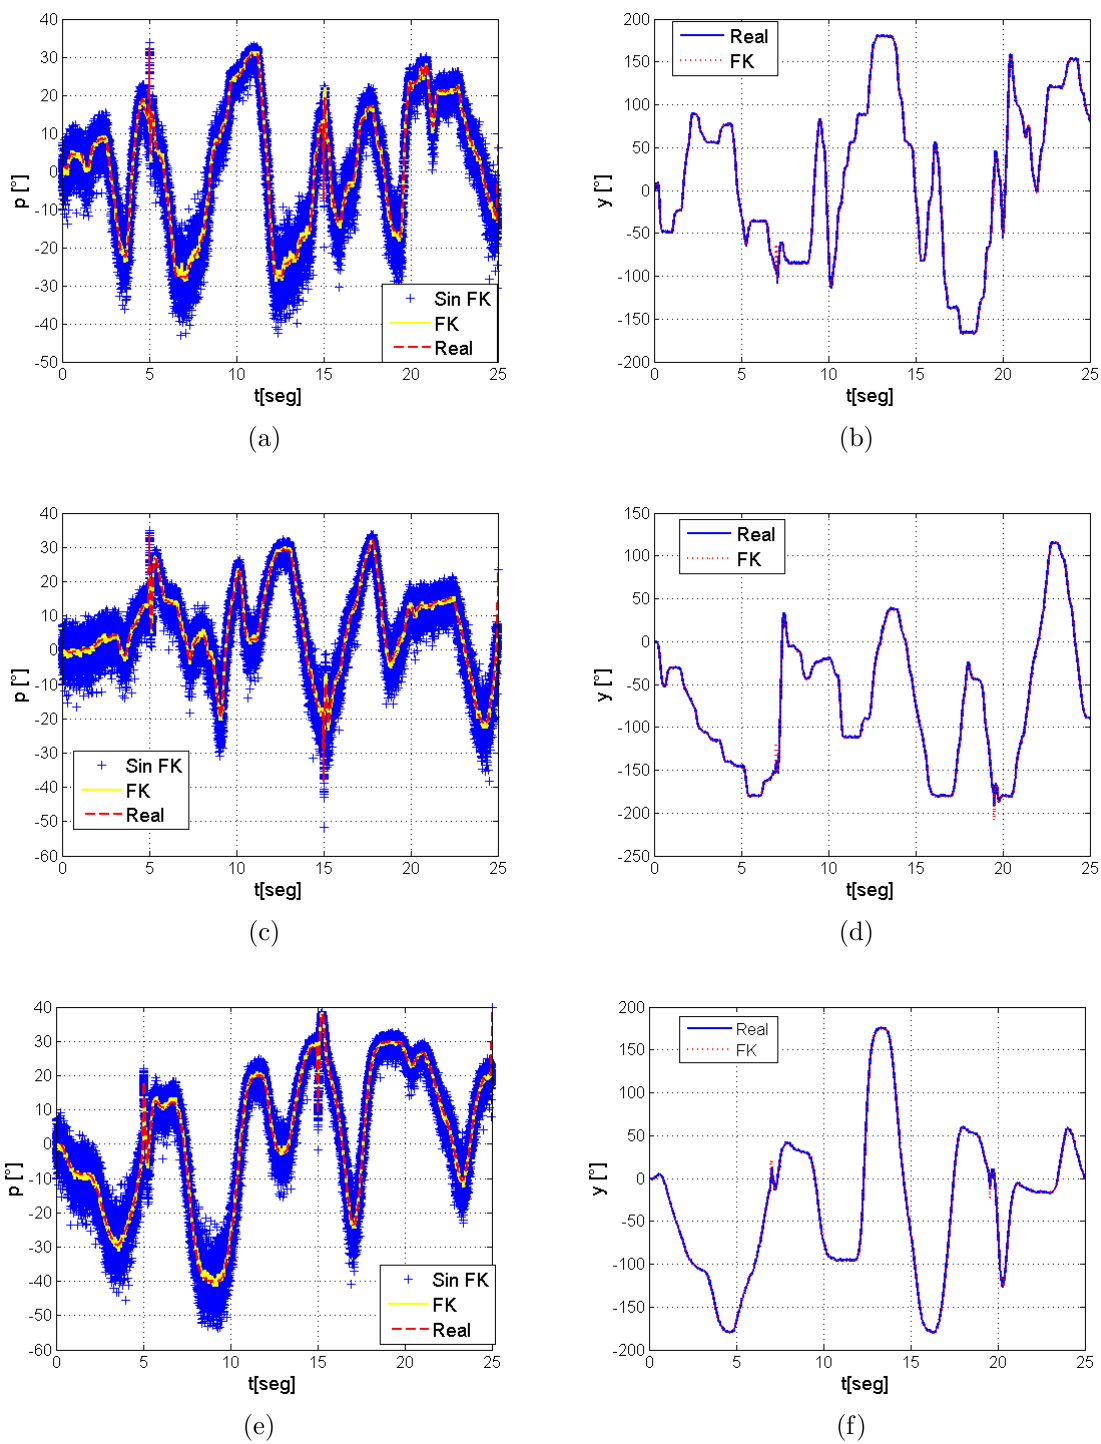 40
30
20
10
0
-10
-20
-30
-40
-50
p [°]
0 5 10 15 20 25
t[seg]
Sin FK
FK
Real
(a)
200
150
100
50
0
-50
-100
-150
-200
y [°]
0 5 10 15 20 25
t[seg]
Real
FK
(b)
40
30
20
10
0
-10
-20
-30
-40
-50
-60
p [°]
0 5 10 15 20 25
t[seg]
Sin FK
FK
Real
(c)
150
100
50
0
-50
-100
-150
-200
-250
y [°]
0 5 10 15 20 25
t[seg]
Real
FK
(d)
40
30
20
10
0
-10
-20
-30
-40
-50
-60
p [°]
0 5 10 15 20 25
t[seg]
Sin FK
FK
Real
(e)
200
150
100
50
0
-50
-100
-150
-200
y [°]
0 5 10 15 20 25
t[seg]
Real
FK
(f)